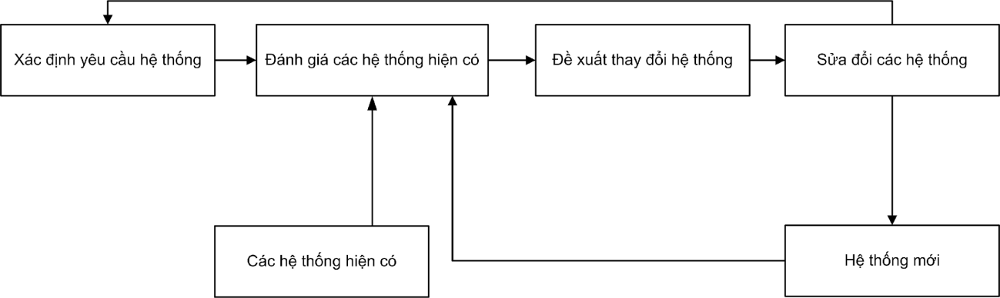 Xác định yêu cầu hệ thống
Đánh giá các hệ thống hiện có
Đề xuất thay đổi hệ thống
Sửa đổi các hệ thống
Các hệ thống hiện có
Hệ thống mới